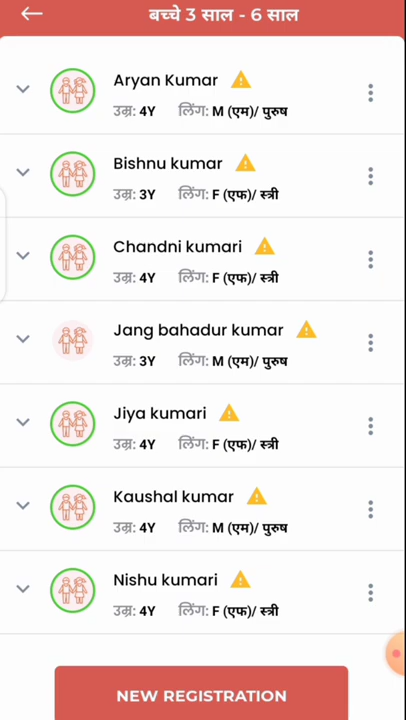 बच्चे 3 साल - 6 साल
Aryan Kumar
उम्र: 4Y लिंग: M (एम)/ पुरुष
Bishnu kumar
उम्र: 3Y लिंग: F (एफ)/ स्त्री
Chandni kumari
उम्र: 4Y लिंग: F (एफ)/ स्त्री
Jang bahadur kumar
उम्र: 3Y लिंग: M (एम)/ पुरुष
Jiya kumari
उम्र: 4Y लिंग: F (एफ)/ स्त्री
Kaushal kumar
उम्र: 4Y लिंग: M (एम)/ पुरुष
Nishu kumari
उम्र: 4Y लिंग: F (एफ)/ स्त्री
NEW REGISTRATION